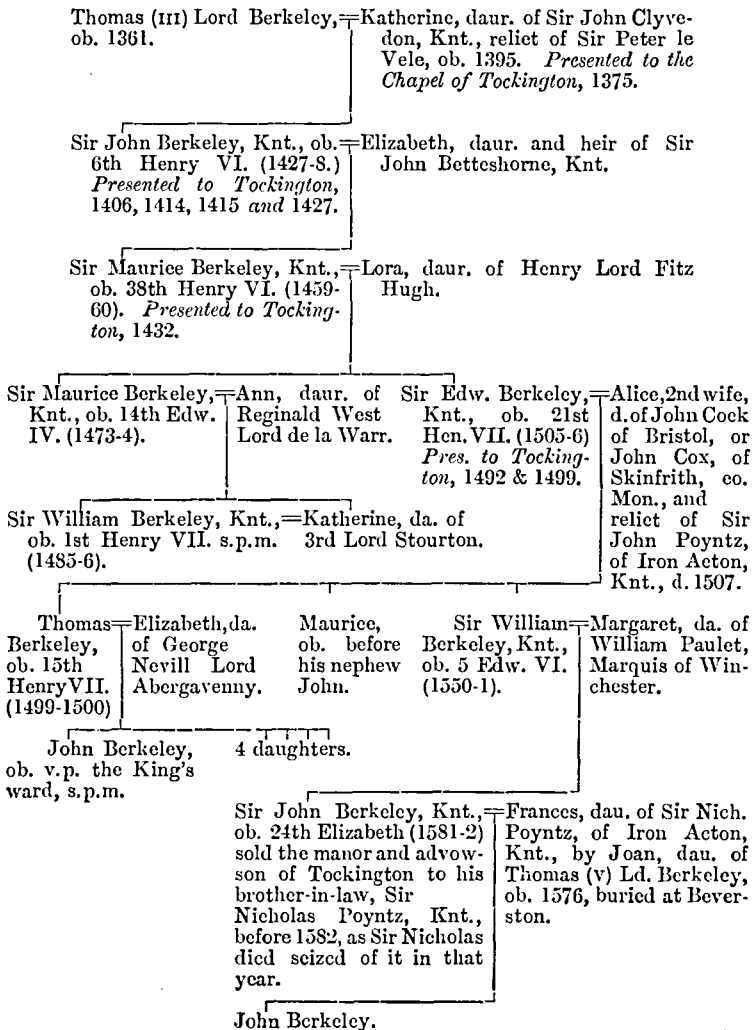 Thomas (III) Lord Berkeley,
ob. 1361.
Katherine, daur. of Sir John Clyve-
don, Knt., relict of Sir Peter le
Vele, ob. 1395. Presented to the
Chapel of Tockington, 1375.
Sir John Berkeley, Knt., ob.
6th Henry VI. (1427-8.)
Presented to Tockington,
1406, 1414, 1415 and 1427.
Elizabeth, daur. and heir of Sir
John Betteshorne, Knt.
Sir Maurice Berkeley, Knt.,
ob. 38th Henry VI. (1459-
60). Presented to Tocking-
ton, 1432.
Lora, daur. of Henry Lord Fitz
Hugh.
Sir Maurice Berkeley,
Knt., ob. 14th Edw.
IV. (1473-4).
Ann, daur. of
Reginald West
Lord de la Warr.
Sir Edw. Berkeley,
Knt., ob. 21st
Hen. VII. (1505-6)
Pres. to Tocking-
ton, 1492 & 1499.
Alice, 2nd wife,
d. of John Cock
of Bristol, or
John Cox, of
Skinfrith, co.
Mon., and
relict of Sir
John Poyntz,
of Iron Acton,
Knt., d. 1507.
Sir William Berkeley, Knt.,
ob. 1st Henry VII. s.p.m.
(1485-6).
Katherine, da. of
3rd Lord Stourton.
Thomas
Berkeley,
ob. 15th
Henry VII.
(1499-1500)
Elizabeth, da.
of George
Nevill Lord
Abergavenny.
Maurice,
ob. before
his nephew
John.
Sir William
Berkeley, Knt.,
ob. 5 Edw. VI.
(1550-1).
Margaret, da. of
William Paulet,
Marquis of Win-
chester.
John Berkeley,
ob. v.p. the King's
ward, s.p.m.
4 daughters.
Sir John Berkeley, Knt.,
ob. 24th Elizabeth (1581-2)
sold the manor and advow-
son of Tockington to his
brother-in-law, Sir
Nicholas Poyntz, Knt.,
before 1582, as Sir Nicholas
died seized of it in that
year.
Frances, dau. of Sir Nich.
Poyntz, of Iron Acton,
Knt., by Joan, dau. of
Thomas (V) Ld. Berkeley,
ob. 1576, buried at Bever-
ston.
John Berkeley.